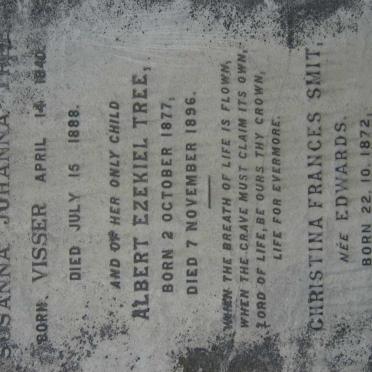 SUSANNA JOHANNA TREE,
BORN VISSER APRIL 14 1840.
DIED JULY 15 1888.
AND OF HER ONLY CHILD
ALBERT EZEKIEL TREE,
BORN 2 OCTOBER 1877,
DIED 7 NOVEMBER 1896.
WHEN THE BREATH OF LIFE IS FLOWN,
WHEN THE GRAVE MUST CLAIM ITS OWN,
LORD OF LIFE, BE OURS THY CROWN,
LIFE FOR EVERMORE.
CHRISTINA FRANCES SMIT,
NÉE EDWARDS.
BORN 22.10.1872,